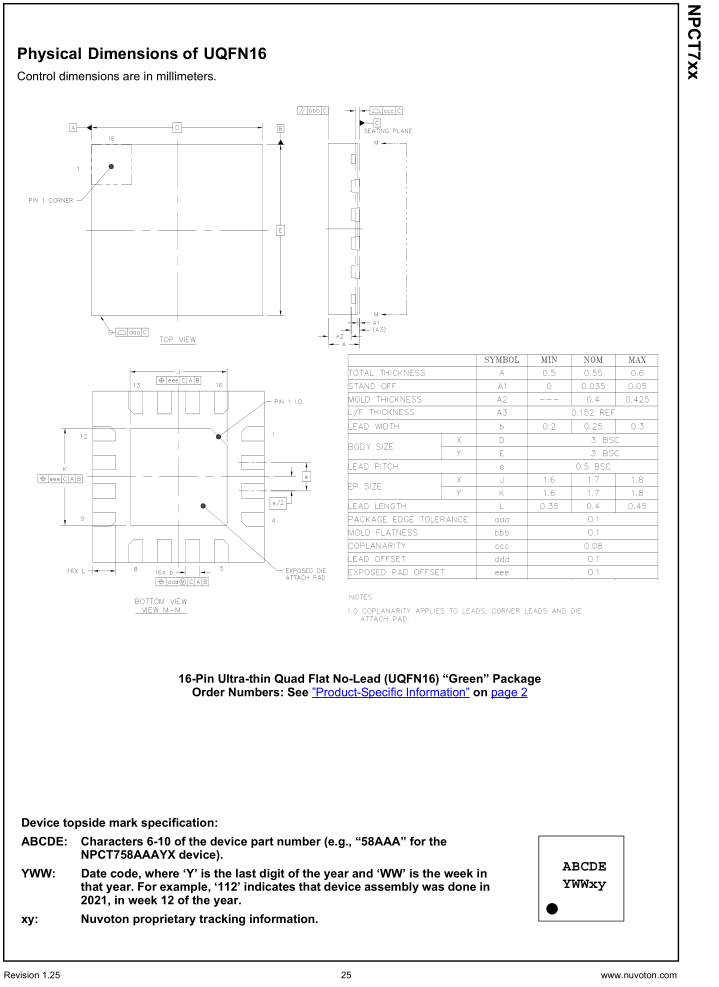 NPCT7xx
Physical Dimensions of UQFN16
Control dimensions are in millimeters.
// bbb C
ccc C
A
D
B
C
SEATING PLANE
16
M
1
PIN 1 CORNER
E
M
aaa C
A1
(A3)
A2
A
TOP VIEW
J
eee C A B
13
16
PIN 1 I.D.
12
1
K
eee C A B
e
e/2
9
4
16X L
8
16X b
5
EXPOSED DIE
ATTACH PAD
ddd Ⓜ C A B
BOTTOM VIEW
VIEW M-M
SYMBOL MIN NOM MAX
TOTAL THICKNESS A 0.5 0.55 0.6
STAND OFF A1 0 0.035 0.05
MOLD THICKNESS A2 --- 0.4 0.425
L/F THICKNESS A3 0.152 REF
LEAD WIDTH b 0.2 0.25 0.3
BODY SIZE X D 3 BSC
Y E 3 BSC
LEAD PITCH e 0.5 BSC
EP SIZE X J 1.6 1.7 1.8
Y K 1.6 1.7 1.8
LEAD LENGTH L 0.35 0.4 0.45
PACKAGE EDGE TOLERANCE aaa 0.1
MOLD FLATNESS bbb 0.1
COPLANARITY ccc 0.08
LEAD OFFSET ddd 0.1
EXPOSED PAD OFFSET eee 0.1
NOTES
1.0 COPLANARITY APPLIES TO LEADS, CORNER LEADS AND DIE
ATTACH PAD.
16-Pin Ultra-thin Quad Flat No-Lead (UQFN16) “Green” Package
Order Numbers: See ”Product-Specific Information” on page 2
Device topside mark specification:
ABCDE: Characters 6-10 of the device part number (e.g., “58AAA” for the
NPCT758AAAYX device).
YWW: Date code, where ‘Y’ is the last digit of the year and ‘WW’ is the week in
that year. For example, ‘112’ indicates that device assembly was done in
2021, in week 12 of the year.
xy: Nuvoton proprietary tracking information.
ABCDE
YWWxy
Revision 1.25 25 www.nuvoton.com